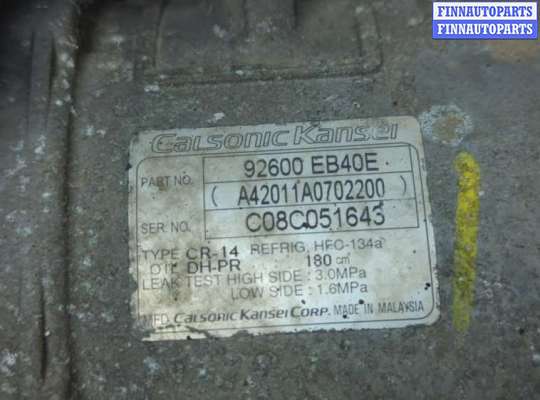 FINNAUTOPARTS
FINNAUTOPARTS
Calsonic Kansei
PART NO. 92600 EB40E
( A42011A0702200 )
SER NO. C08C051643
TYPE CR-14 REFRIG. HFC-134a
OIL DH-PR 180 cm³
LEAK TEST HIGH SIDE : 3.0MPa
LOW SIDE : 1.6MPa
MFD. CALSONIC KANSEI CORP. MADE IN MALAYSIA